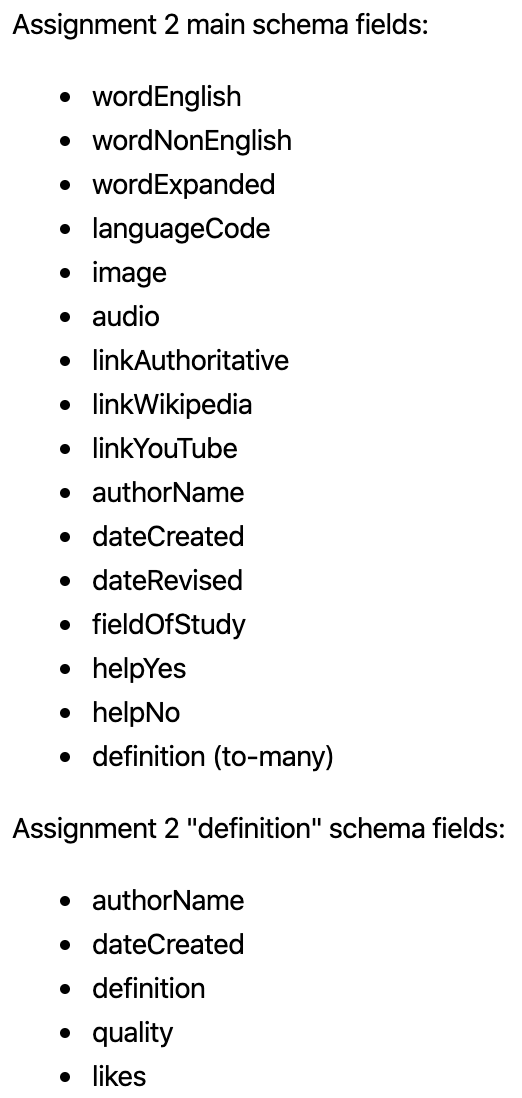 Assignment 2 main schema fields:
• wordEnglish
• wordNonEnglish
• wordExpanded
• languageCode
• image
• audio
• linkAuthoritative
• linkWikipedia
• linkYouTube
• authorName
• dateCreated
• dateRevised
• fieldOfStudy
• helpYes
• helpNo
• definition (to-many)
Assignment 2 "definition" schema fields:
• authorName
• dateCreated
• definition
• quality
• likes